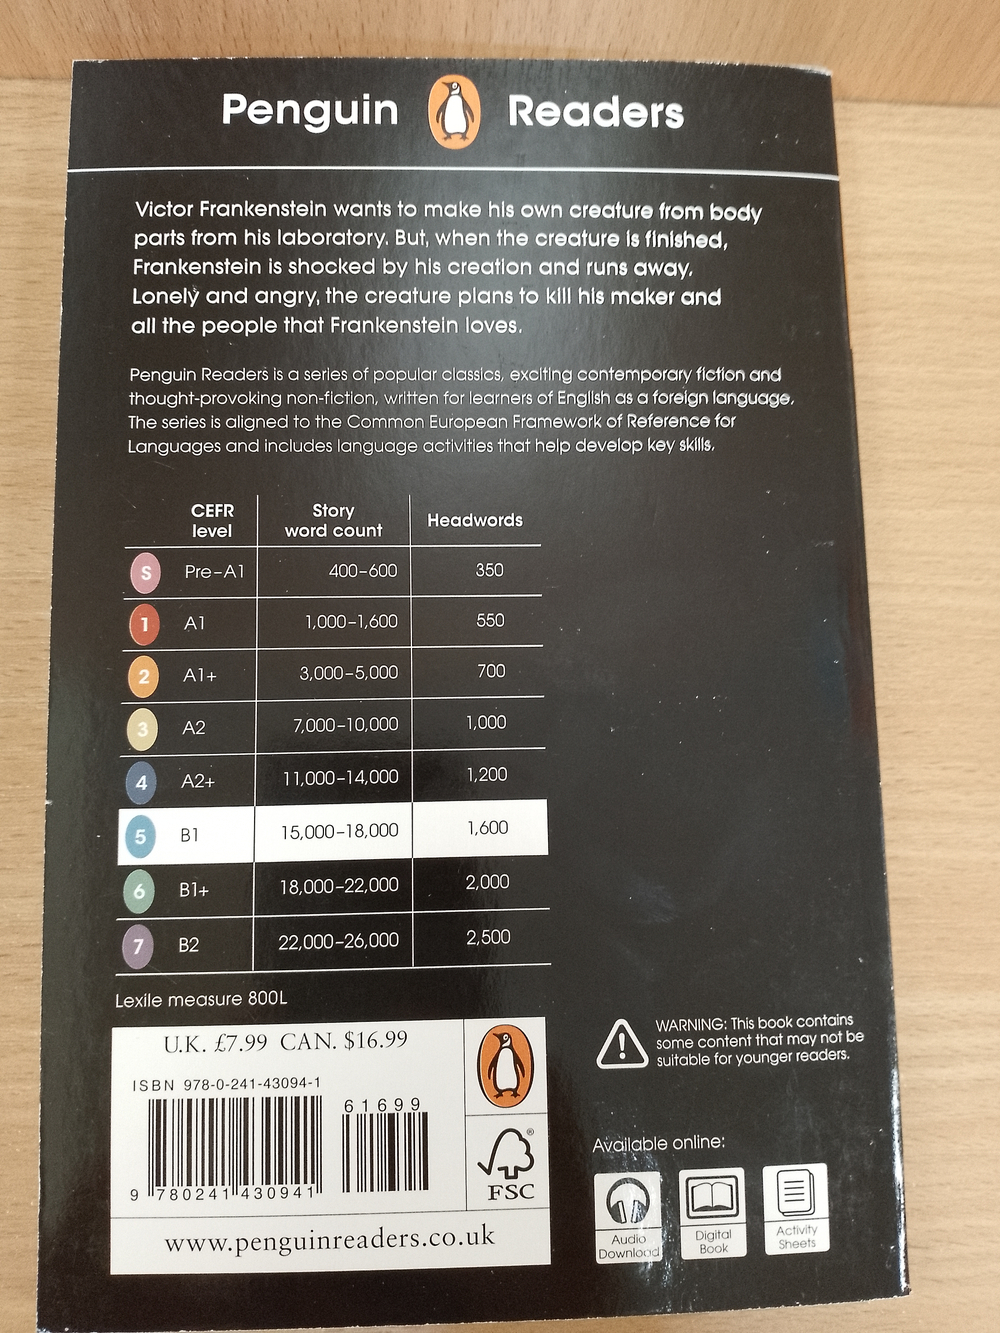 Penguin Readers
Victor Frankenstein wants to make his own creature from body
parts from his laboratory. But, when the creature is finished,
Frankenstein is shocked by his creation and runs away.
Lonely and angry, the creature plans to kill his maker and
all the people that Frankenstein loves.
Penguin Readers is a series of popular classics, exciting contemporary fiction and
thought-provoking non-fiction, written for learners of English as a foreign language.
The series is aligned to the Common European Framework of Reference for
Languages and includes language activities that help develop key skills.
CEFR level Story word count Headwords
S Pre-A1 400–600 350
1 A1 1,000–1,600 550
2 A1+ 3,000–5,000 700
3 A2 7,000–10,000 1,000
4 A2+ 11,000–14,000 1,200
5 B1 15,000–18,000 1,600
6 B1+ 18,000–22,000 2,000
7 B2 22,000–26,000 2,500
Lexile measure 800L
U.K. £7.99 CAN. $16.99
ISBN 978-0-241-43094-1
61699
9 780241 430941
FSC
®
www.penguinreaders.co.uk
WARNING: This book contains
some content that may not be
suitable for younger readers.
Available online:
Audio
Download
Digital
Book
Activity
Sheets